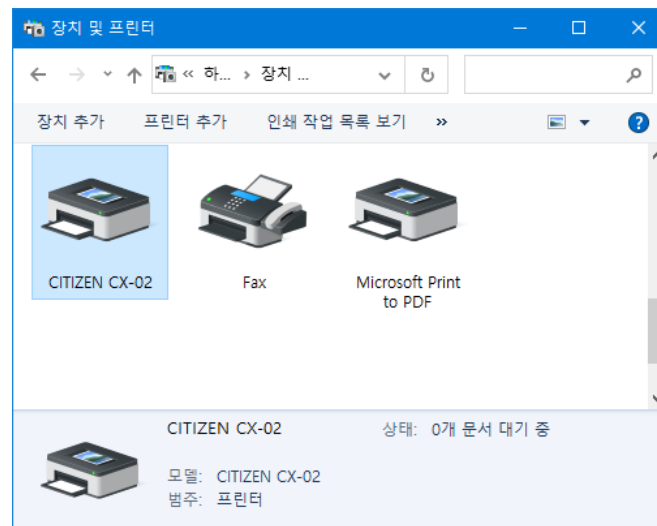 장치 및 프린터
« 하... › 장치 ...
장치 추가 프린터 추가 인쇄 작업 목록 보기 »
CITIZEN CX-02
Fax
Microsoft Print
to PDF
CITIZEN CX-02 상태: 0개 문서 대기 중
모델: CITIZEN CX-02
범주: 프린터